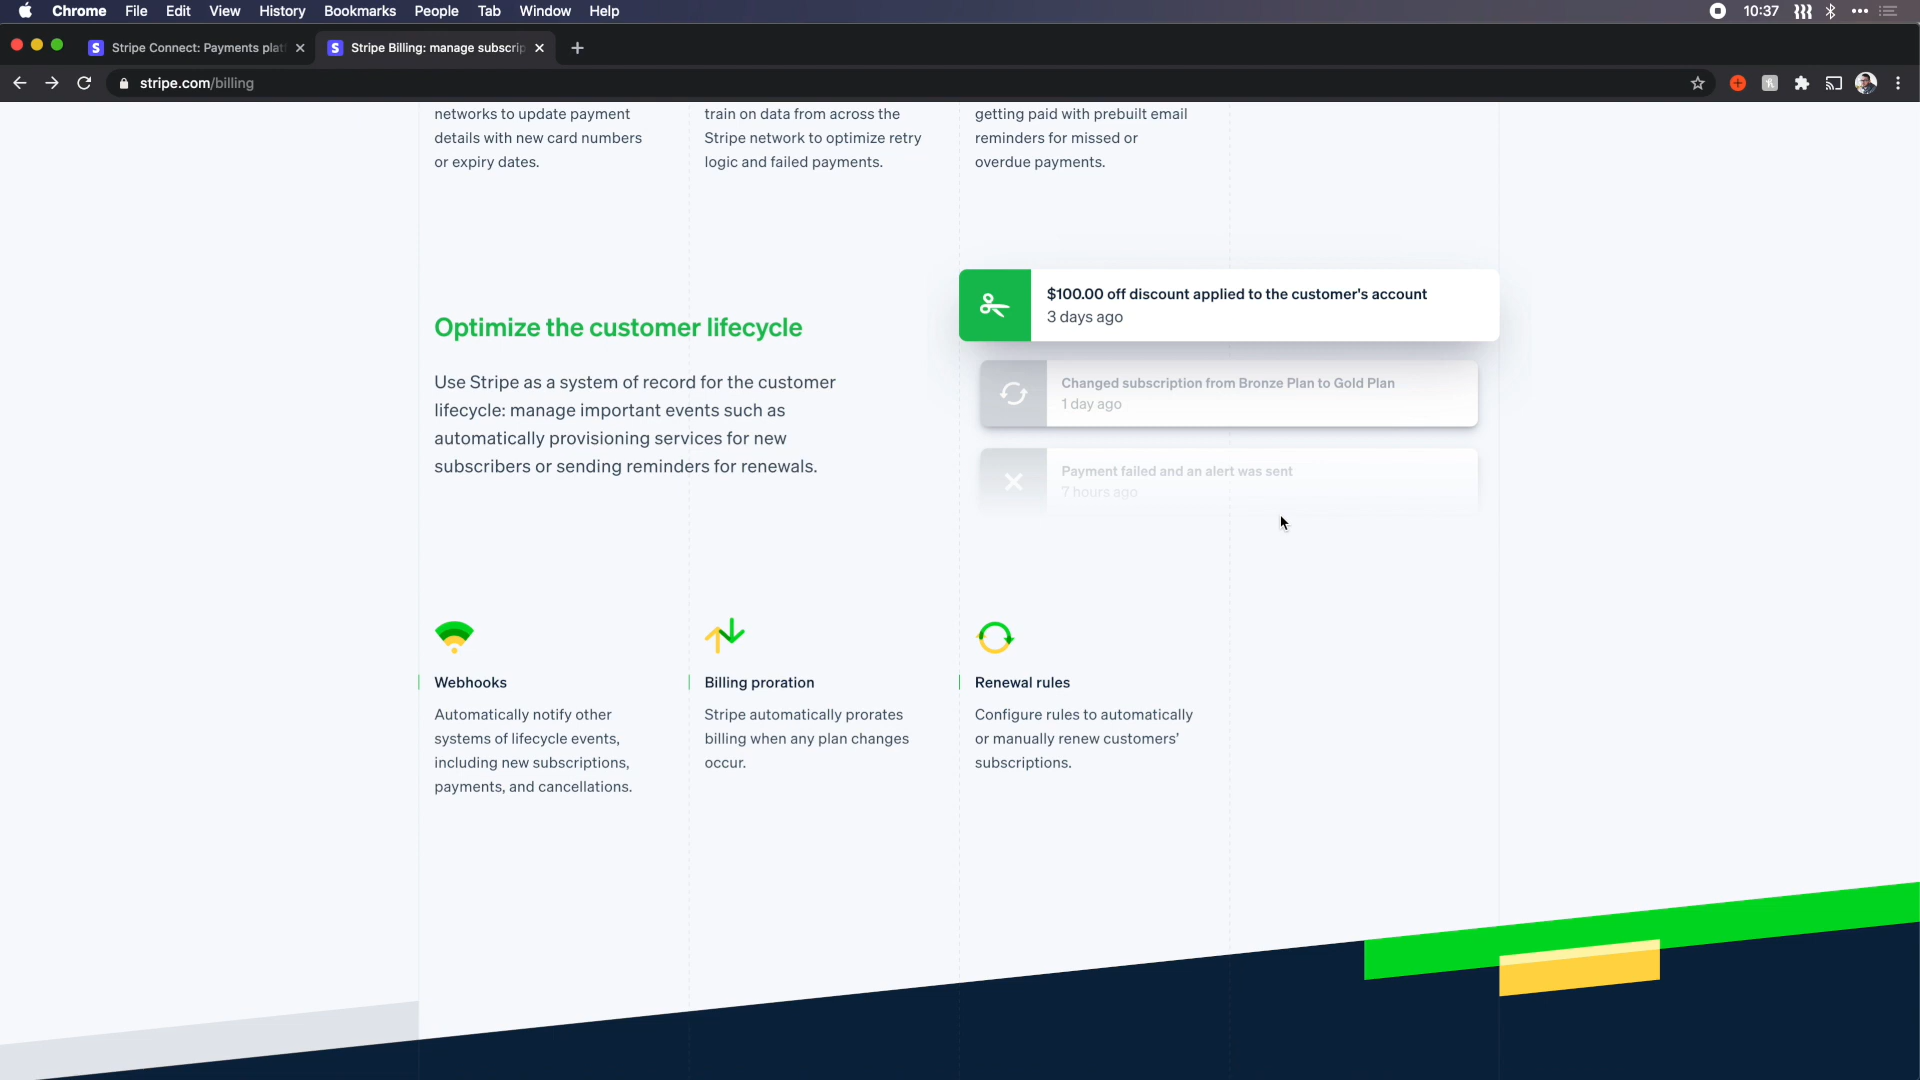 Chrome File Edit View History Bookmarks People Tab Window Help 10:37
Stripe Connect: Payments plat
Stripe Billing: manage subscrip
stripe.com/billing
networks to update payment
details with new card numbers
or expiry dates.
train on data from across the
Stripe network to optimize retry
logic and failed payments.
getting paid with prebuilt email
reminders for missed or
overdue payments.
Optimize the customer lifecycle
Use Stripe as a system of record for the customer
lifecycle: manage important events such as
automatically provisioning services for new
subscribers or sending reminders for renewals.
$100.00 off discount applied to the customer's account
3 days ago
Changed subscription from Bronze Plan to Gold Plan
1 day ago
Payment failed and an alert was sent
7 hours ago
Webhooks
Automatically notify other
systems of lifecycle events,
including new subscriptions,
payments, and cancellations.
Billing proration
Stripe automatically prorates
billing when any plan changes
occur.
Renewal rules
Configure rules to automatically
or manually renew customers’
subscriptions.